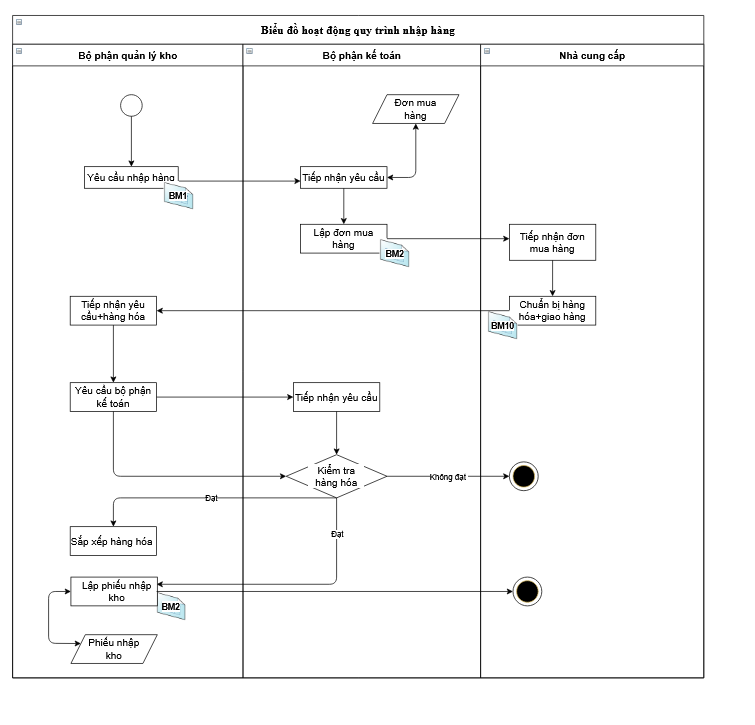 Biểu đồ hoạt động quy trình nhập hàng
Bộ phận quản lý kho
Bộ phận kế toán
Nhà cung cấp
Đơn mua
hàng
Yêu cầu nhập hàng
BM1
Tiếp nhận yêu cầu
Lập đơn mua
hàng
BM2
Tiếp nhận đơn
mua hàng
Tiếp nhận yêu
cầu+hàng hóa
Chuẩn bị hàng
hóa+giao hàng
BM10
Yêu cầu bộ phận
kế toán
Tiếp nhận yêu cầu
Kiểm tra
hàng hóa
Không đạt
Đạt
Sắp xếp hàng hóa
Đạt
Lập phiếu nhập
kho
BM2
Phiếu nhập
kho